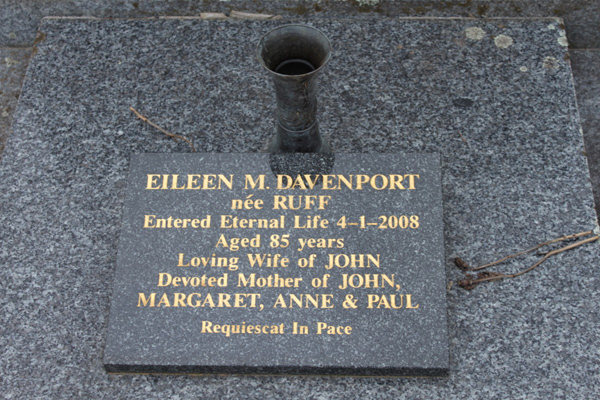 EILEEN M. DAVENPORT
née RUFF
Entered Eternal Life 4–1–2008
Aged 85 years
Loving Wife of JOHN
Devoted Mother of JOHN,
MARGARET, ANNE & PAUL
Requiescat In Pace